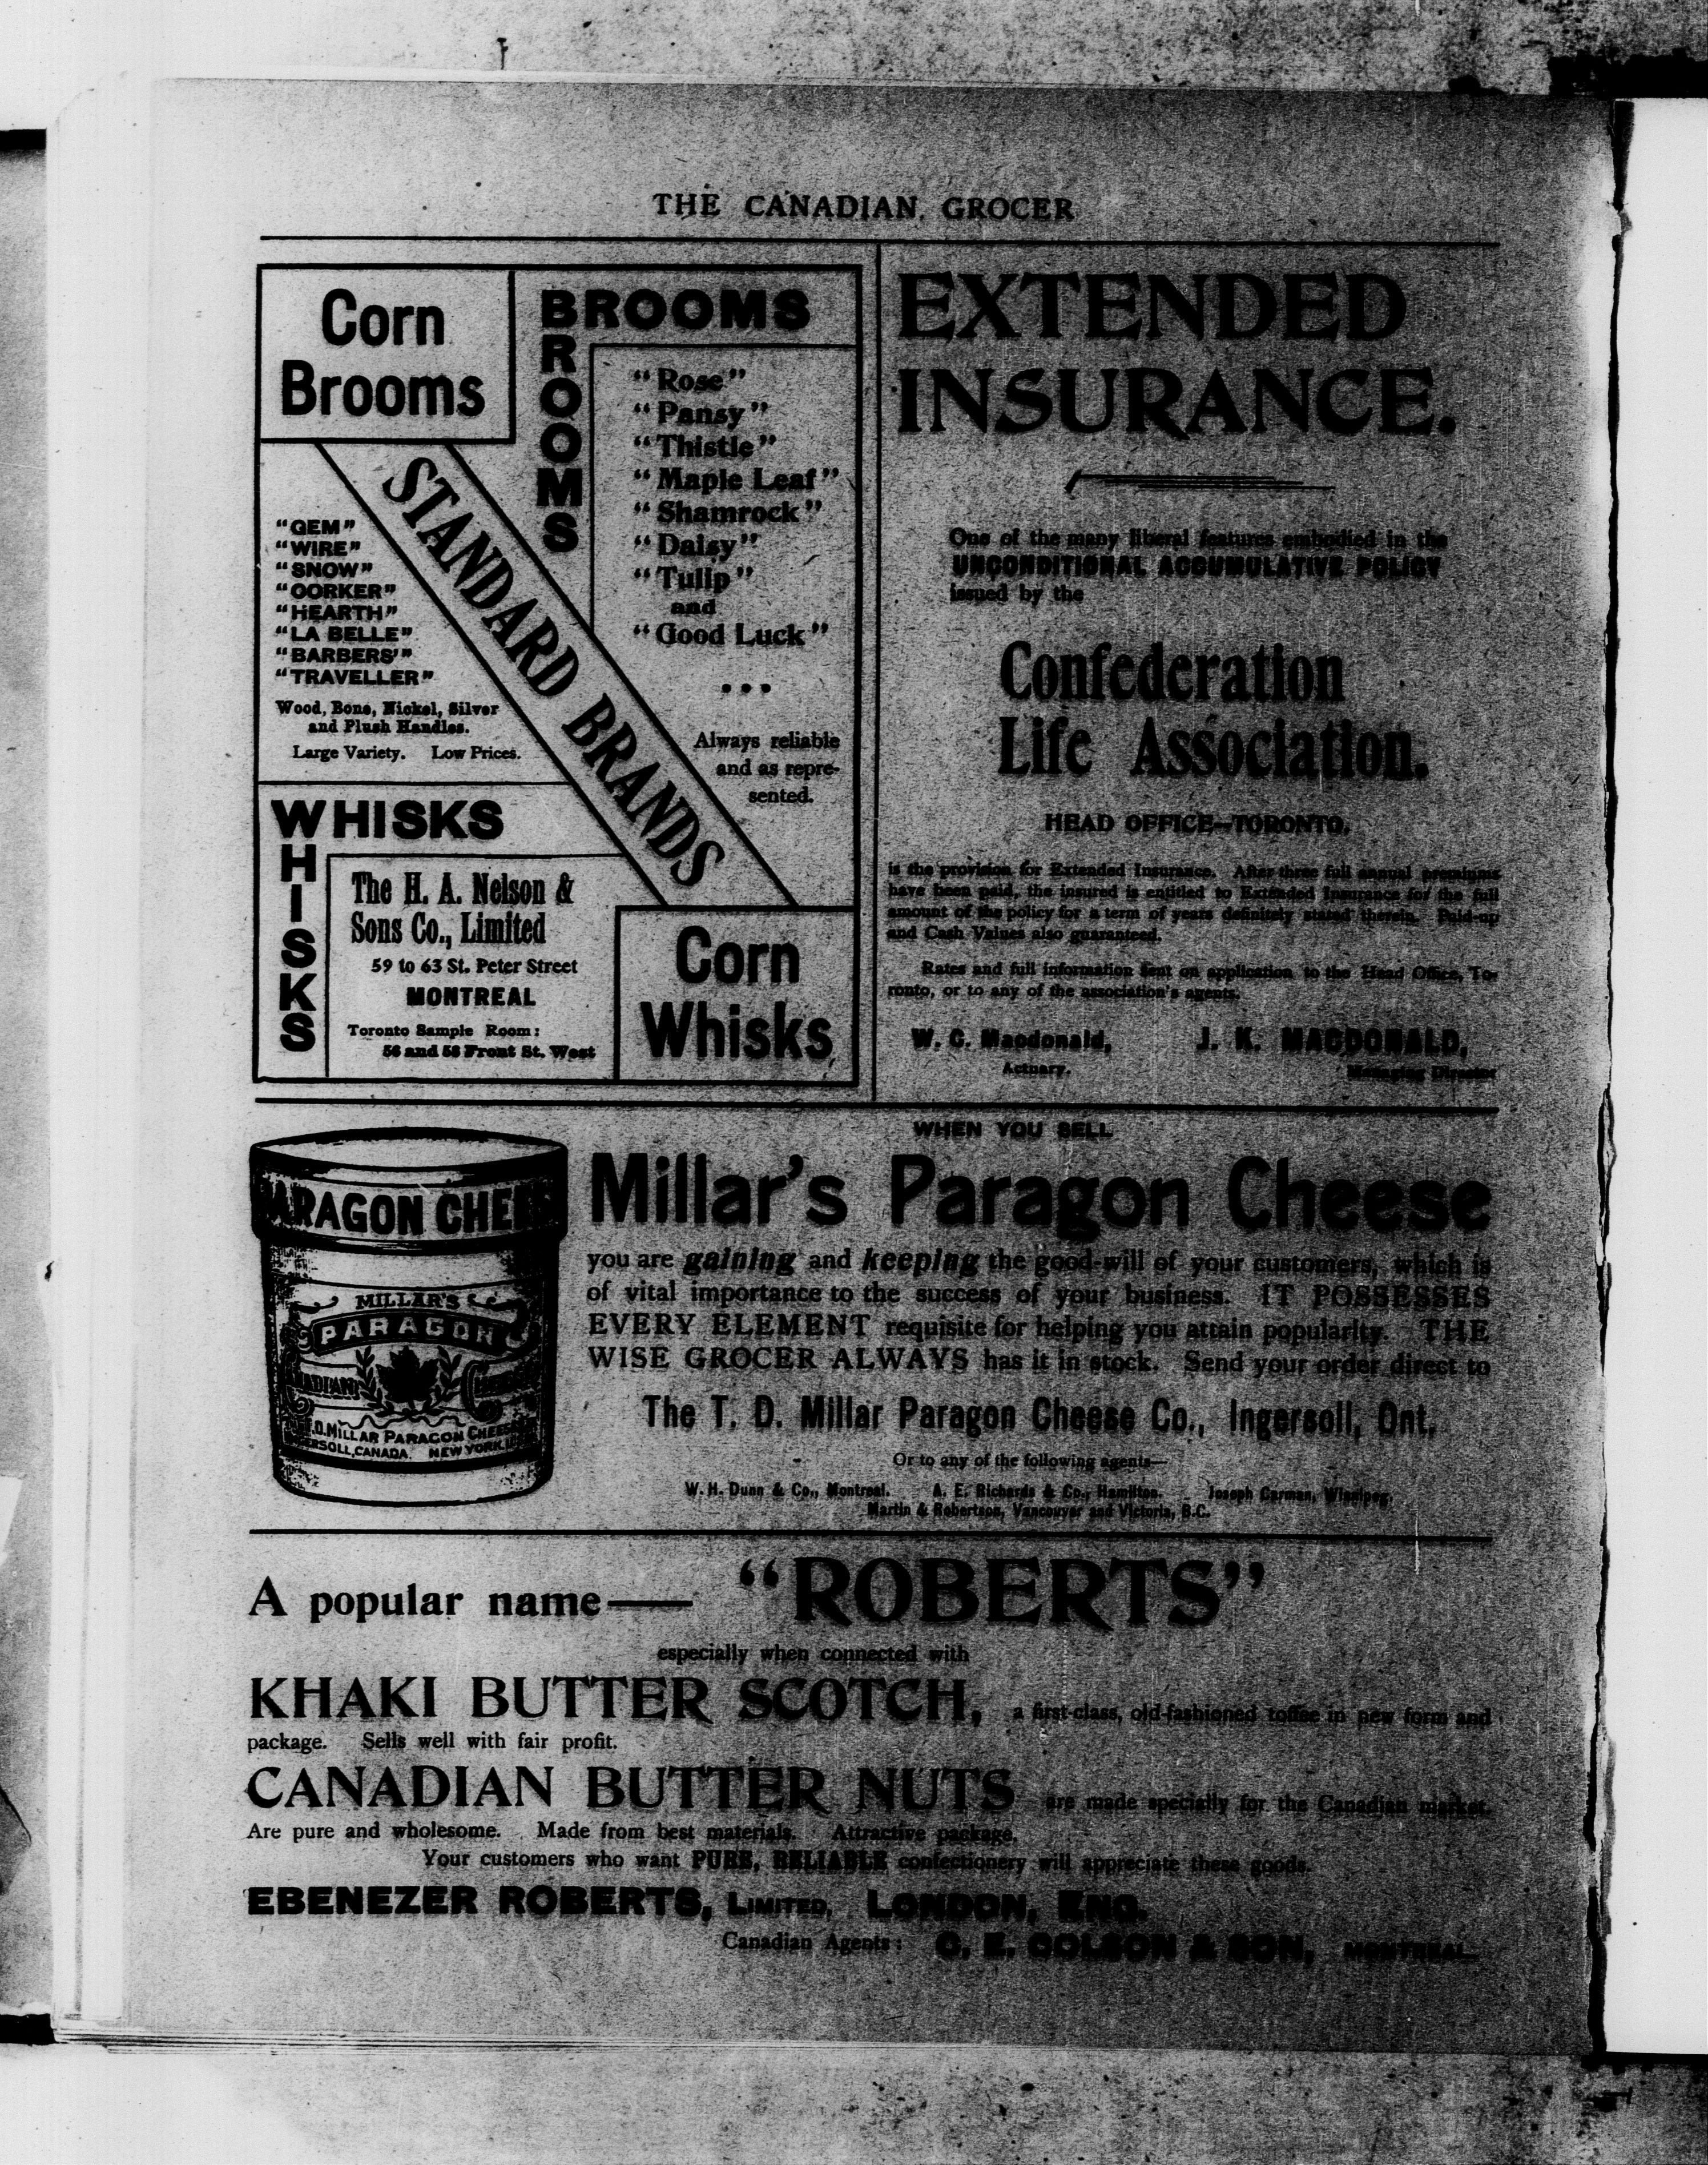 THE CANADIAN GROCER
Corn
Brooms
BROOMS
BROOMS
"Rose"
"Pansy"
"Thistle"
"Maple Leaf"
"Shamrock"
"Daisy"
"Tulip"
and
"Good Luck"
...
Always reliable
and as repre-
sented.
STANDARD BRANDS
"GEM"
"WIRE"
"SNOW"
"OORKER"
"HEARTH"
"LA BELLE"
"BARBERS'"
"TRAVELLER"
Wood, Bone, Nickel, Silver
and Plush Handles.
Large Variety. Low Prices.
WHISKS
WHISKS
The H. A. Nelson &
Sons Co., Limited
59 to 63 St. Peter Street
MONTREAL
Toronto Sample Room:
56 and 58 Front St. West
Corn
Whisks
EXTENDED
INSURANCE.
One of the many liberal features embodied in the
UNCONDITIONAL ACCUMULATIVE POLICY
issued by the
Confederation
Life Association.
HEAD OFFICE—TORONTO,
is the provision for Extended Insurance. After three full annual premiums
have been paid, the insured is entitled to Extended Insurance for the full
amount of the policy for a term of years definitely stated therein. Paid-up
and Cash Values also guaranteed.
Rates and full information sent on application to the Head Office, To-
ronto, or to any of the association's agents.
W. C. Macdonald,
Actuary.
J. K. MACDONALD,
Managing Director
WHEN YOU SELL
Millar's Paragon Cheese
you are gaining and keeping the good-will of your customers, which is
of vital importance to the success of your business. IT POSSESSES
EVERY ELEMENT requisite for helping you attain popularity. THE
WISE GROCER ALWAYS has it in stock. Send your order direct to
The T. D. Millar Paragon Cheese Co., Ingersoll, Ont.
Or to any of the following agents—
W. H. Dunn & Co., Montreal. A. E. Richards & Co., Hamilton. Joseph Carman, Winnipeg,
Martin & Robertson, Vancouver and Victoria, B.C.
ARAGON CHEES
MILLAR'S
PARAGON
NADIAN CHEESE
.D. MILLAR PARAGON CHEESE
ERSOLL, CANADA. NEW YORK,
A popular name— "ROBERTS"
especially when connected with
KHAKI BUTTER SCOTCH, a first-class, old-fashioned toffee in new form and
package. Sells well with fair profit.
CANADIAN BUTTER NUTS are made specially for the Canadian market.
Are pure and wholesome. Made from best materials. Attractive package.
Your customers who want PURE, RELIABLE confectionery will appreciate these goods.
EBENEZER ROBERTS, LIMITED, LONDON, ENG.
Canadian Agents: C. E. COLSON & SON, MONTREAL.